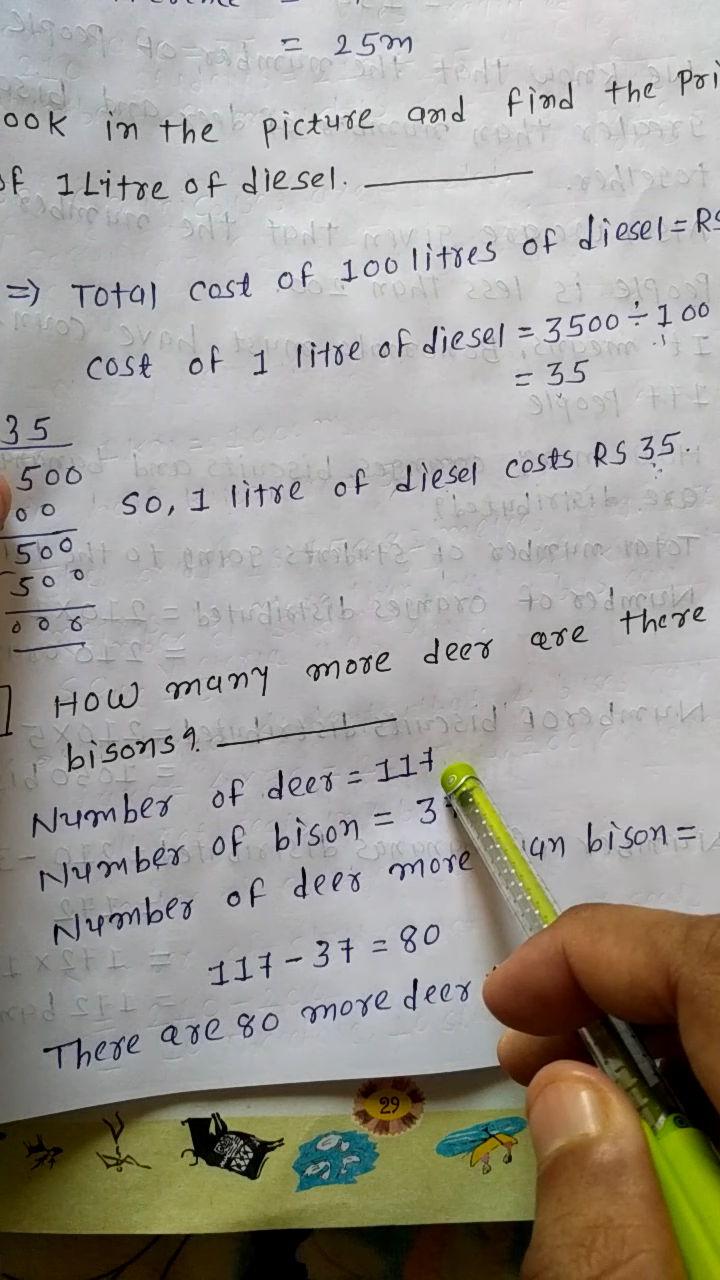 = 25m
ook in the picture and find the Pri
of 1 Litre of diesel.
=> Total cost of 100 litres of diesel = RS
cost of 1 litre of diesel = 3500 ÷ 100
= 35
35
500
00
500
500
000
SO, 1 litre of diesel costs RS 35.
] How many more deer are there
bisons?
Number of deer = 117
Number of bison = 37
Number of deer more an bison =
117 - 37 = 80
There are 80 more deer
29